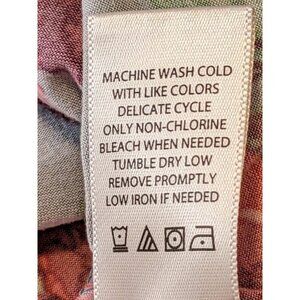 MACHINE WASH COLD
WITH LIKE COLORS
DELICATE CYCLE
ONLY NON-CHLORINE
BLEACH WHEN NEEDED
TUMBLE DRY LOW
REMOVE PROMPTLY
LOW IRON IF NEEDED